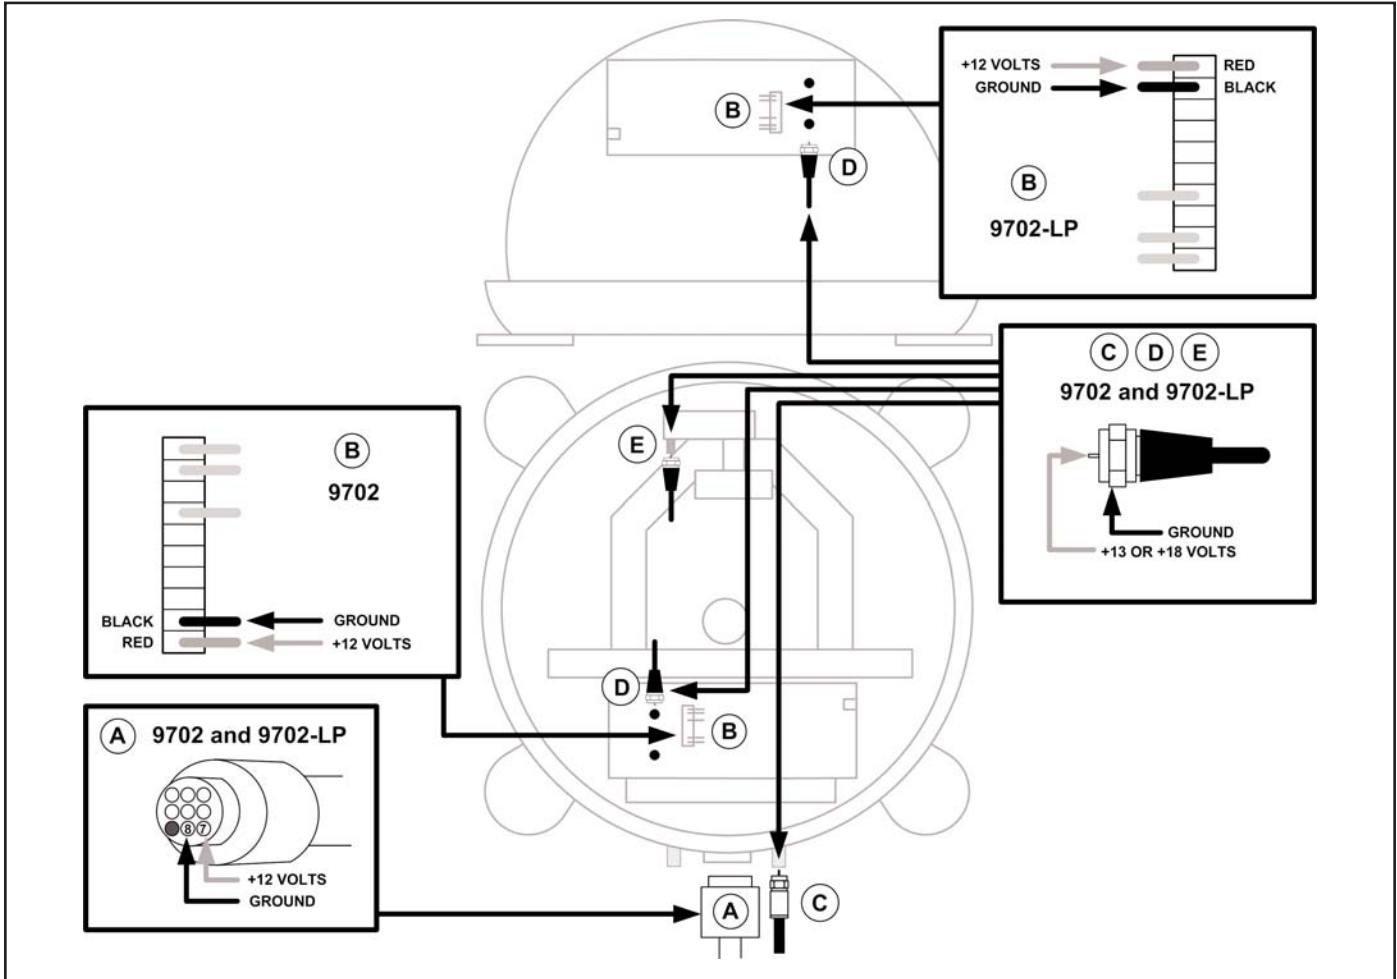 +12 VOLTS
RED
GROUND
BLACK
B
9702-LP
B
D
C D E
9702 and 9702-LP
GROUND
+13 OR +18 VOLTS
E
B
9702
BLACK
GROUND
RED
+12 VOLTS
D
B
A 9702 and 9702-LP
8 7
+12 VOLTS
GROUND
A
C